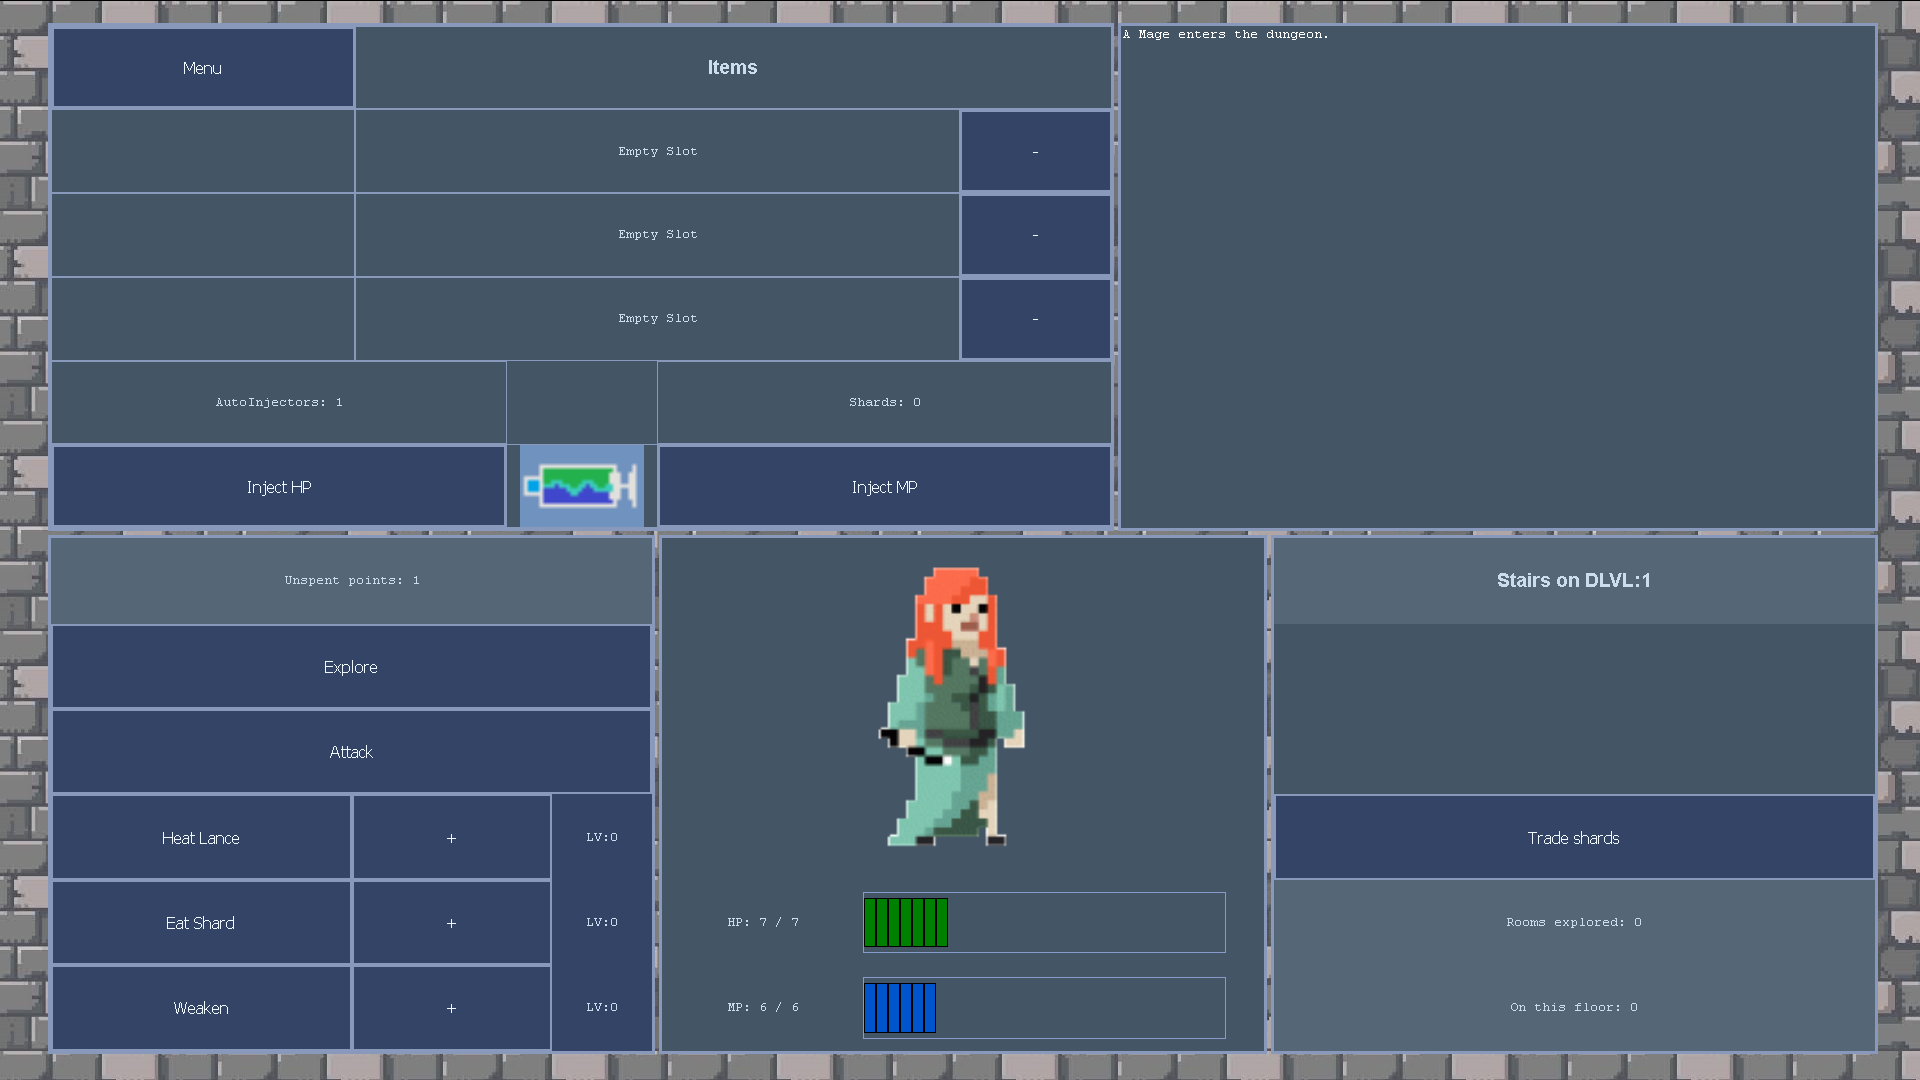 Menu
Items
A Mage enters the dungeon.
Empty Slot
-
Empty Slot
-
Empty Slot
-
AutoInjectors: 1
Shards: 0
Inject HP
Inject MP
Unspent points: 1
Explore
Attack
Heat Lance
+
LV:0
Eat Shard
+
LV:0
Weaken
+
LV:0
HP: 7 / 7
MP: 6 / 6
Stairs on DLVL:1
Trade shards
Rooms explored: 0
On this floor: 0